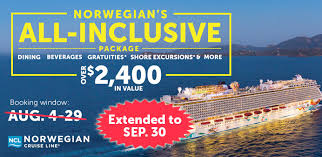 NORWEGIAN'S
ALL-INCLUSIVE
PACKAGE
DINING BEVERAGES GRATUITIES* SHORE EXCURSIONS* & MORE
OVER $2,400
IN VALUE
Booking window:
AUG. 4-29
Extended to
SEP. 30
NCL NORWEGIAN
CRUISE LINE®